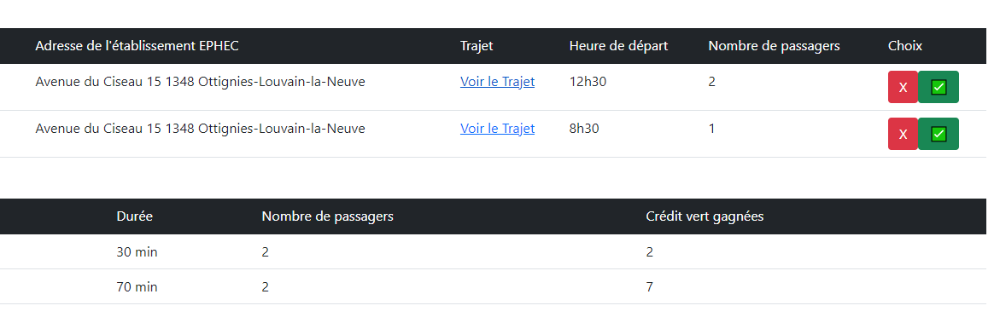 Adresse de l'établissement EPHEC Trajet Heure de départ Nombre de passagers Choix
Avenue du Ciseau 15 1348 Ottignies-Louvain-la-Neuve Voir le Trajet 12h30 2 X ✅
Avenue du Ciseau 15 1348 Ottignies-Louvain-la-Neuve Voir le Trajet 8h30 1 X ✅
Durée Nombre de passagers Crédit vert gagnées
30 min 2 2
70 min 2 7